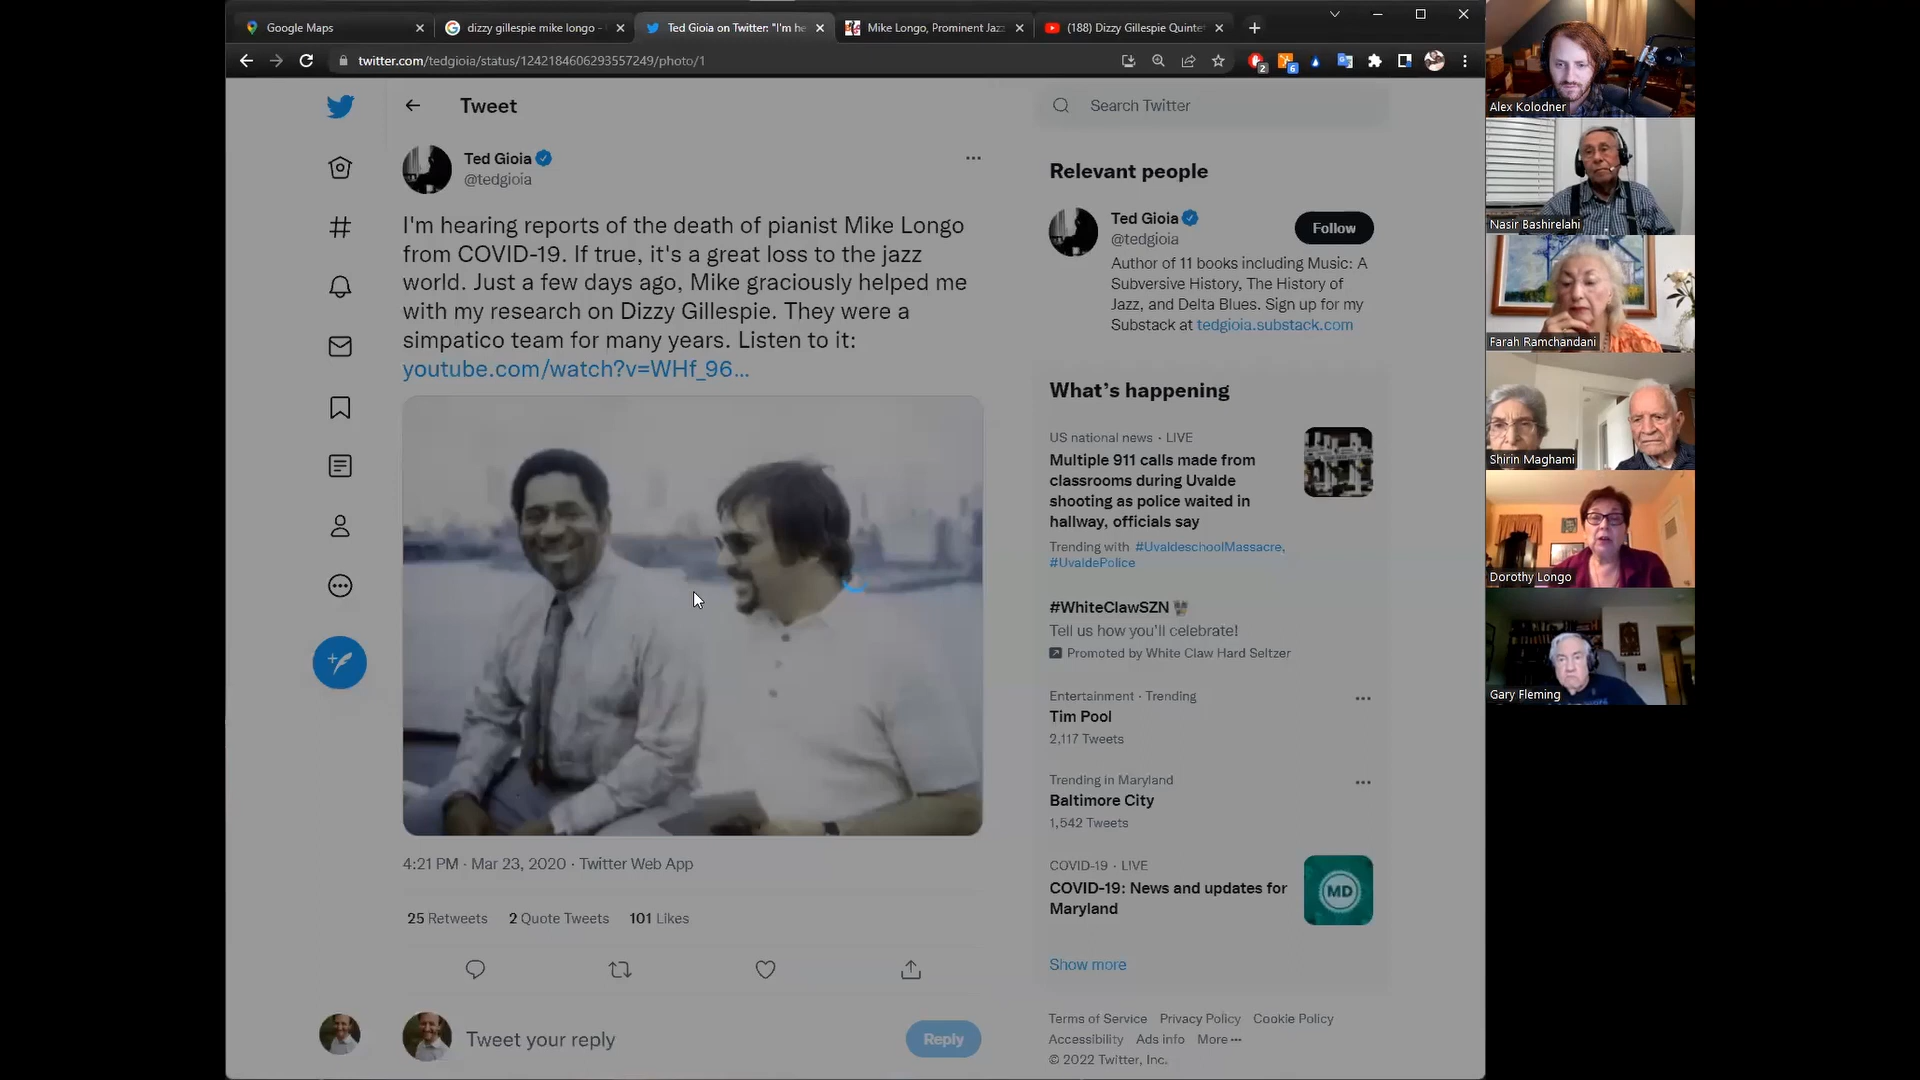 Google Maps
dizzy gillespie mike longo -
Ted Gioia on Twitter: "I'm he
Mike Longo, Prominent Jazz
(188) Dizzy Gillespie Quinte
twitter.com/tedgioia/status/1242184606293557249/photo/1
2
6
Tweet
Ted Gioia
@tedgioia
I'm hearing reports of the death of pianist Mike Longo
from COVID-19. If true, it's a great loss to the jazz
world. Just a few days ago, Mike graciously helped me
with my research on Dizzy Gillespie. They were a
simpatico team for many years. Listen to it:
youtube.com/watch?v=WHf_96...
4:21 PM · Mar 23, 2020 · Twitter Web App
25 Retweets 2 Quote Tweets 101 Likes
Tweet your reply
Reply
Search Twitter
Relevant people
Ted Gioia
@tedgioia
Follow
Author of 11 books including Music: A
Subversive History, The History of
Jazz, and Delta Blues. Sign up for my
Substack at tedgioia.substack.com
What's happening
US national news · LIVE
Multiple 911 calls made from
classrooms during Uvalde
shooting as police waited in
hallway, officials say
Trending with #UvaldeschoolMassacre,
#UvaldePolice
#WhiteClawSZN
Tell us how you'll celebrate!
Promoted by White Claw Hard Seltzer
Entertainment · Trending
Tim Pool
2,117 Tweets
Trending in Maryland
Baltimore City
1,542 Tweets
COVID-19 · LIVE
COVID-19: News and updates for
Maryland
MD
Show more
Terms of Service Privacy Policy Cookie Policy
Accessibility Ads info More ···
© 2022 Twitter, Inc.
Alex Kolodner
Nasir Bashirelahi
Farah Ramchandani
Shirin Maghami
Dorothy Longo
Gary Fleming